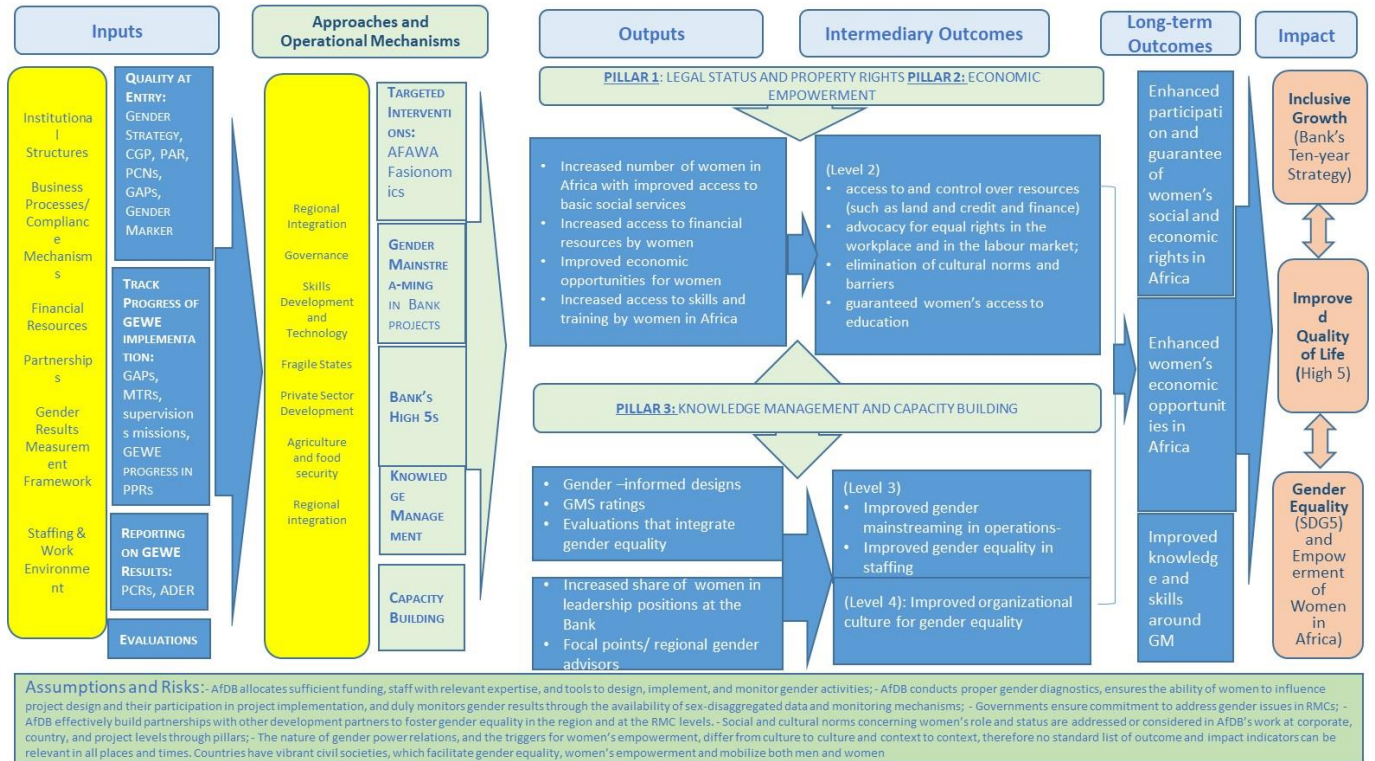 Inputs
Approaches and
Operational Mechanisms
Outputs
Intermediary Outcomes
Long-term
Outcomes
Impact
Institutiona
l
Structures
Business
Processes/
Complianc
e
Mechanism
s
Financial
Resources
Partnership
s
Gender
Results
Measurem
ent
Framework
Staffing &
Work
Environme
nt
QUALITY AT
ENTRY:
GENDER
STRATEGY,
CGP, PAR,
PCNS,
GAPS,
GENDER
MARKER
TRACK
PROGRESS OF
GEWE
IMPLEMENTA
TION:
GAPs,
MTRs,
supervision
s missions,
GEWE
PROGRESS IN
PPRS
REPORTING
ON GEWE
RESULTS:
PCRs, ADER
EVALUATIONS
Regional
Integration
Governance
Skills
Development
and
Technology
Fragile States
Private Sector
Development
Agriculture
and food
security
Regional
integration
TARGETED
INTERVENTI
ONS:
AFAWA
Fasionom
ics
GENDER
MAINSTRE
A-MING
IN BANK
PROJECTS
BANK'S
HIGH 5S
KNOWLED
GE
MANAGE
MENT
CAPACITY
BUILDING
PILLAR 1: LEGAL STATUS AND PROPERTY RIGHTS PILLAR 2: ECONOMIC
EMPOWERMENT
• Increased number of women in
Africa with improved access to
basic social services
• Increased access to financial
resources by women
• Improved economic
opportunities for women
• Increased access to skills and
training by women in Africa
(Level 2)
• access to and control over resources
(such as land and credit and finance)
• advocacy for equal rights in the
workplace and in the labour market;
• elimination of cultural norms and
barriers
• guaranteed women's access to
education
PILLAR 3: KNOWLEDGE MANAGEMENT AND CAPACITY BUILDING
• Gender –informed designs
• GMS ratings
• Evaluations that integrate
gender equality
• Increased share of women in
leadership positions at the
Bank
• Focal points/ regional gender
advisors
(Level 3)
• Improved gender
mainstreaming in operations-
• Improved gender equality in
staffing
(Level 4): Improved organizational
culture for gender equality
Enhanced
participati
on and
guarantee
of
women's
social and
economic
rights in
Africa
Enhanced
women's
economic
opportunit
ies in
Africa
Improved
knowledg
e and
skills
around
GM
Inclusive
Growth
(Bank's
Ten-year
Strategy)
Improve
d
Quality
of Life
(High 5)
Gender
Equality
(SDG5) and
Empow
erment
of
Women
in
Africa)
Assumptions and Risks:- AfDB allocates sufficient funding, staff with relevant expertise, and tools to design, implement, and monitor gender activities; - AfDB conducts proper gender diagnostics, ensures the ability of women to influence
project design and their participation in project implementation, and duly monitors gender results through the availability of sex-disaggregated data and monitoring mechanisms; - Governments ensure commitment to address gender issues in RMCs; -
AfDB effectively build partnerships with other development partners to foster gender equality in the region and at the RMC levels. - Social and cultural norms concerning women's role and status are addressed or considered in AfDB's work at corporate,
country, and project levels through pillars; - The nature of gender power relations, and the triggers for women's empowerment, differ from culture to culture and context to context, therefore no standard list of outcome and impact indicators can be
relevant in all places and times. Countries have vibrant civil societies, which facilitate gender equality, women's empowerment and mobilize both men and women